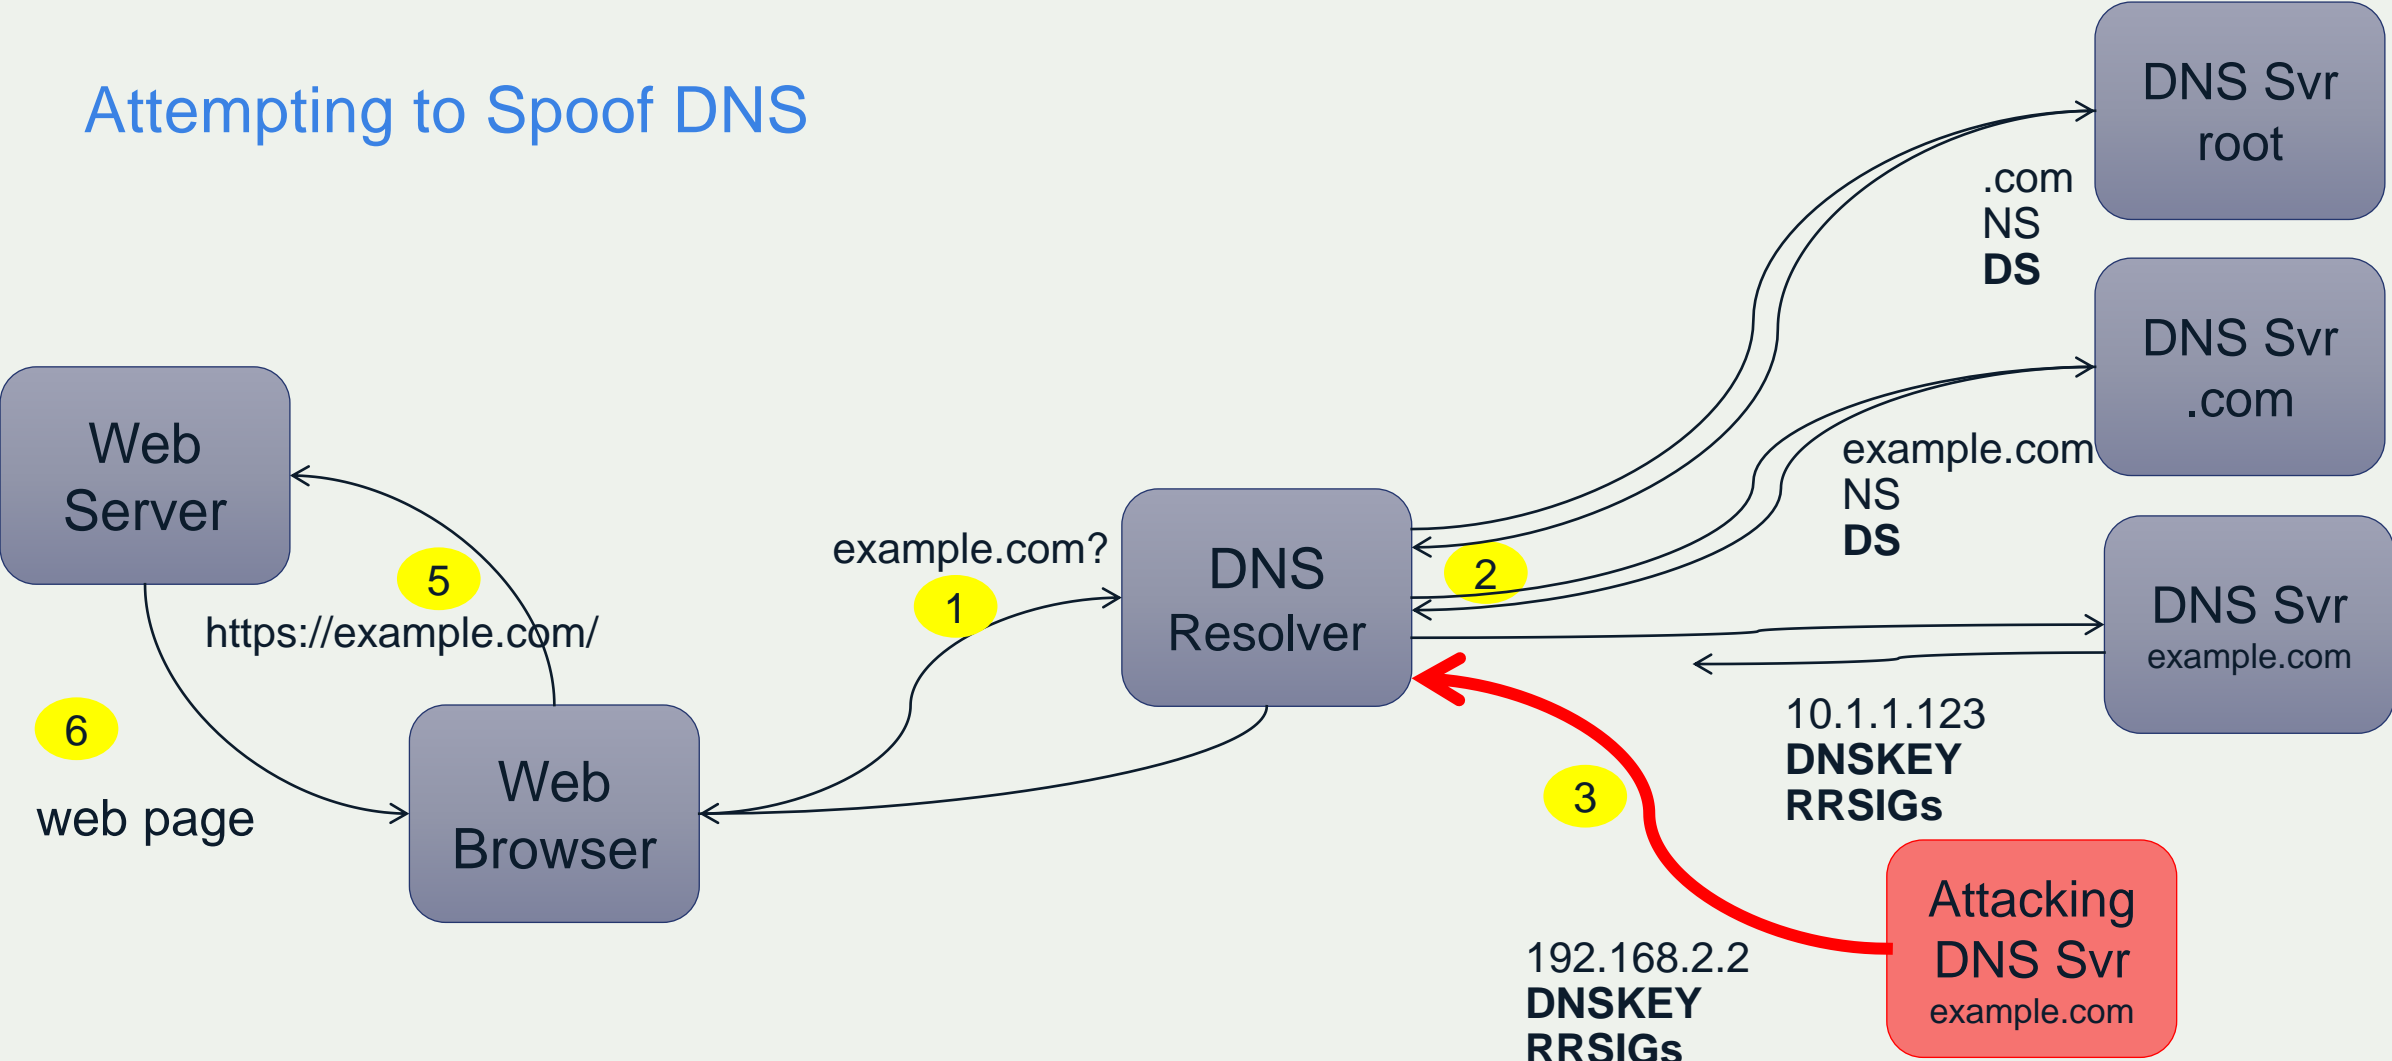 Attempting to Spoof DNS
DNS Svr
root
.com
NS
DS
DNS Svr
.com
example.com
NS
DS
Web
Server
5
https://example.com/
6
web page
Web
Browser
example.com?
1
DNS
Resolver
2
DNS Svr
example.com
10.1.1.123
DNSKEY
RRSIGs
3
192.168.2.2
DNSKEY
RRSIGs
Attacking
DNS Svr
example.com